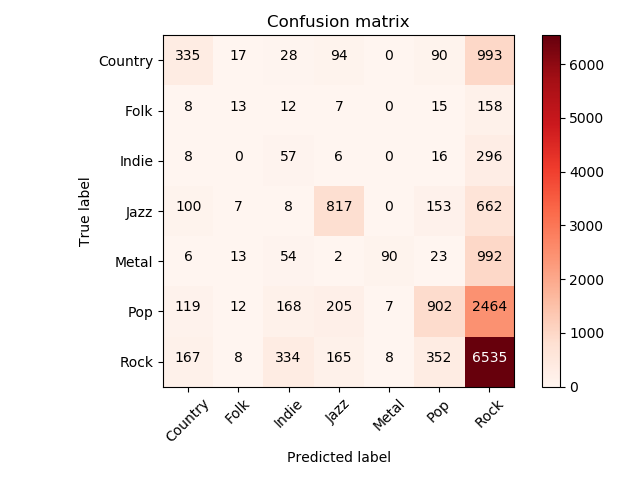 Confusion matrix
True label
Country 335 17 28 94 0 90 993
Folk 8 13 12 7 0 15 158
Indie 8 0 57 6 0 16 296
Jazz 100 7 8 817 0 153 662
Metal 6 13 54 2 90 23 992
Pop 119 12 168 205 7 902 2464
Rock 167 8 334 165 8 352 6535
Country Folk Indie Jazz Metal Pop Rock
Predicted label
6000
5000
4000
3000
2000
1000
0